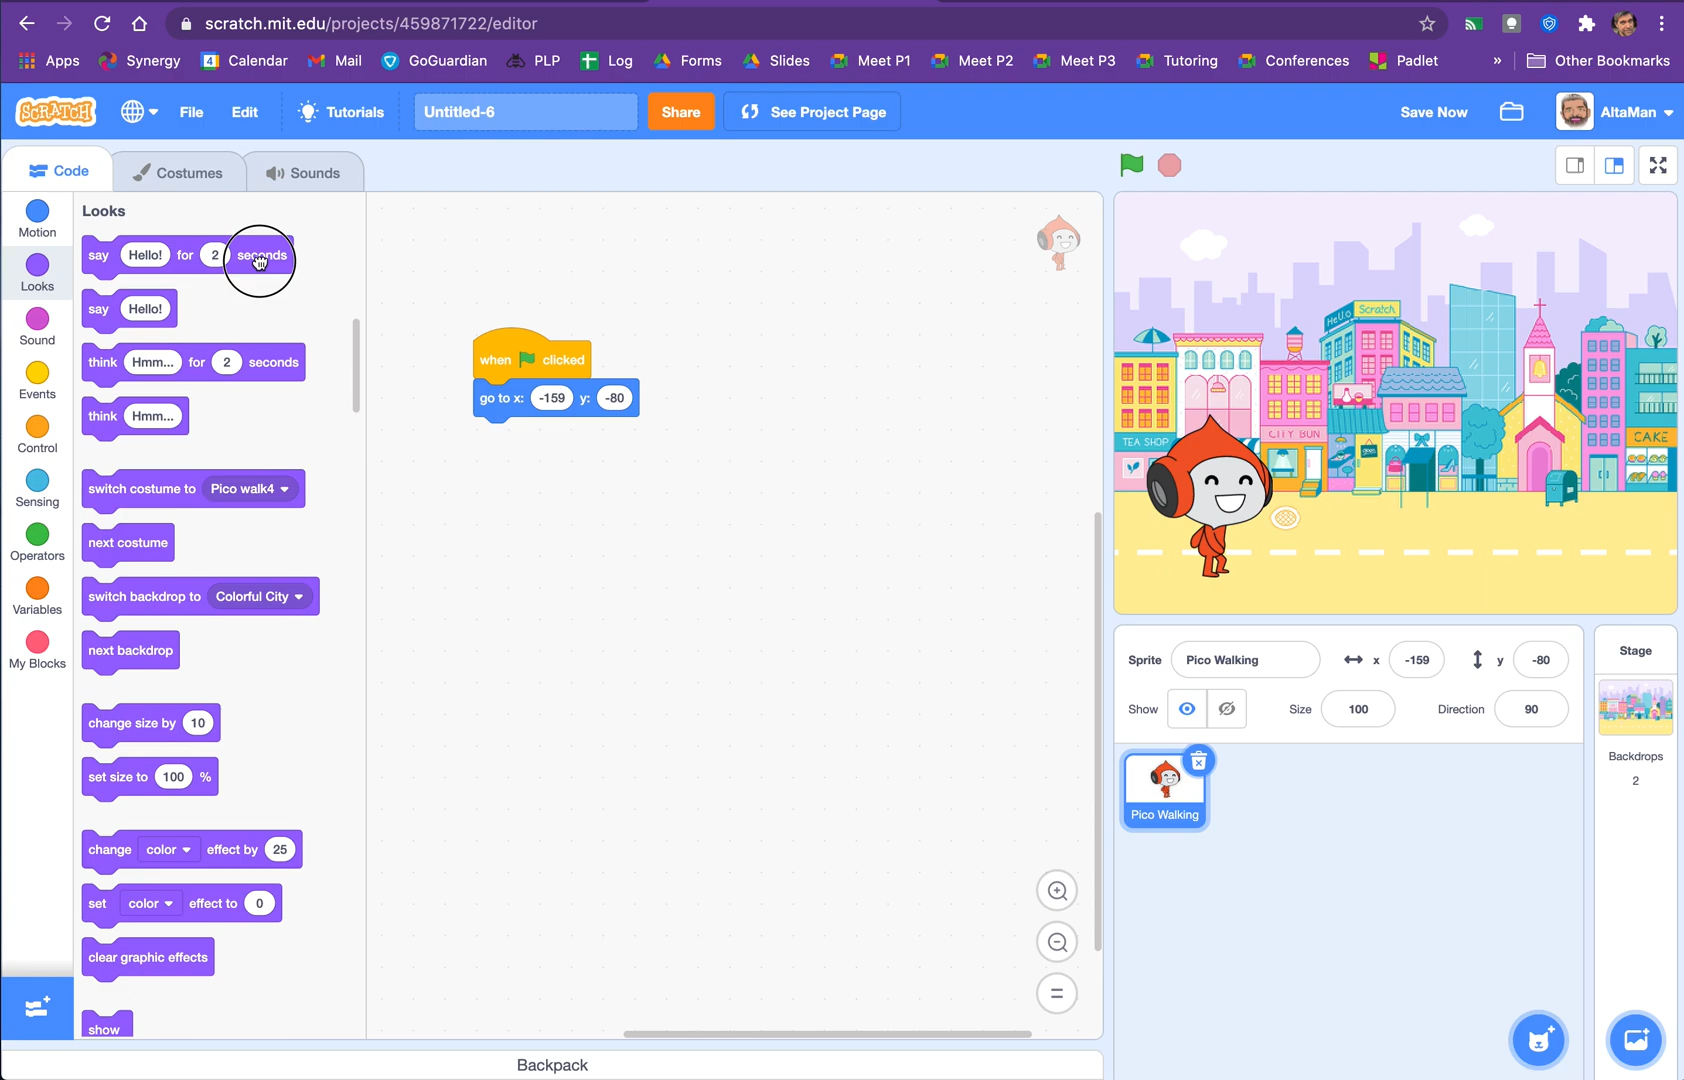 scratch.mit.edu/projects/459871722/editor
Apps Synergy 4 Calendar Mail GoGuardian PLP Log Forms Slides Meet P1 Meet P2 Meet P3 Tutoring Conferences Padlet » Other Bookmarks
SCRATCH File Edit Tutorials Untitled-6 Share See Project Page Save Now AltaMan
Code Costumes Sounds
Motion
Looks
Sound
Events
Control
Sensing
Operators
Variables
My Blocks
Looks
say Hello! for 2 seconds
say Hello!
think Hmm... for 2 seconds
think Hmm...
switch costume to Pico walk4
next costume
switch backdrop to Colorful City
next backdrop
change size by 10
set size to 100 %
change color effect by 25
set color effect to 0
clear graphic effects
show
when clicked
go to x: -159 y: -80
Backpack
Hello Scratch
TEA SHOP
CITY BUN
CAKE
Sprite Pico Walking x -159 y -80
Show Size 100 Direction 90
Pico Walking
Stage
Backdrops
2